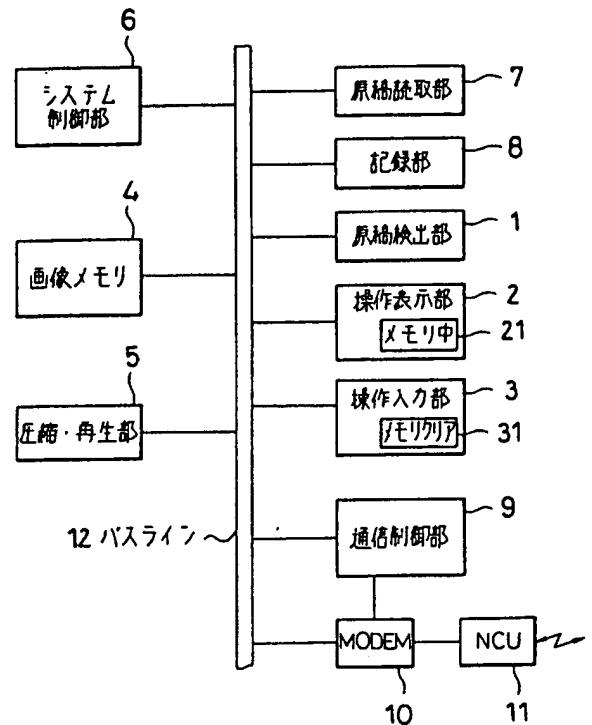 6
システム
制御部
4
画像メモリ
5
圧縮・再生部
12 バスライン
原稿読取部
7
記録部
8
原稿検出部
1
操作表示部
2
メモリ中
21
操作入力部
3
メモリクリア
31
通信制御部
9
MODEM
10
NCU
11